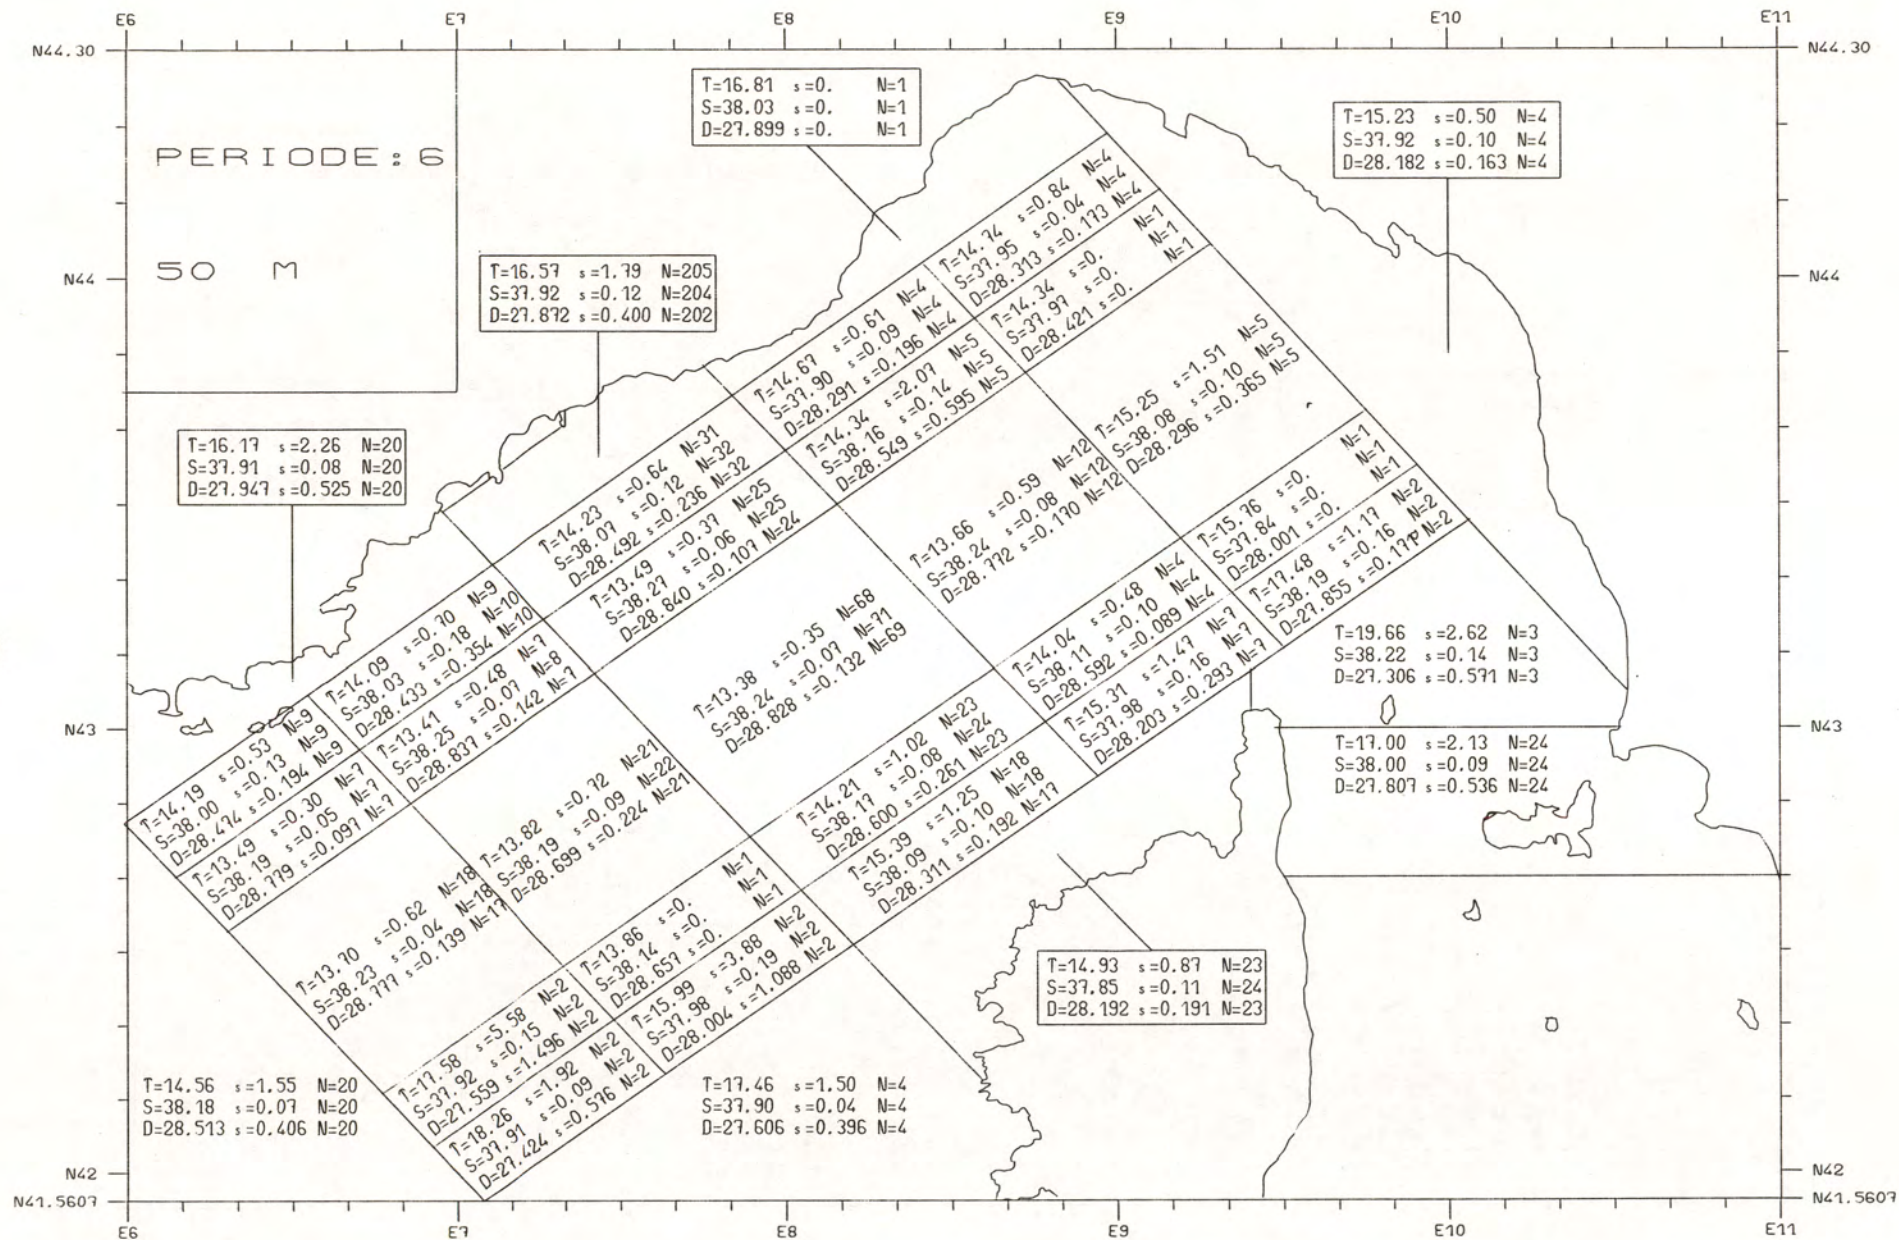 E6 E7 E8 E9 E10 E11
N44.30 N44.30
PERIODE:6
50 M
T=16.81 s=0. N=1
S=38.03 s=0. N=1
D=27.899 s=0. N=1
T=15.23 s=0.50 N=4
S=37.92 s=0.10 N=4
D=28.182 s=0.163 N=4
T=16.57 s=1.79 N=205
S=37.92 s=0.12 N=204
D=27.872 s=0.400 N=202
N44 N44
T=16.17 s=2.26 N=20
S=37.91 s=0.08 N=20
D=27.947 s=0.525 N=20
T=14.74 s=0.84 N=4
S=37.95 s=0.04 N=4
D=28.313 s=0.173 N=4
T=14.34 s=0. N=1
S=37.97 s=0. N=1
D=28.421 s=0. N=1
T=14.67 s=0.61 N=4
S=37.90 s=0.09 N=4
D=28.291 s=0.196 N=4
T=14.34 s=2.07 N=5
S=38.16 s=0.14 N=5
D=28.549 s=0.595 N=5
T=15.25 s=1.51 N=5
S=38.08 s=0.10 N=5
D=28.296 s=0.365 N=5
T=14.23 s=0.64 N=31
S=38.07 s=0.12 N=32
D=28.492 s=0.236 N=32
T=13.49 s=0.37 N=25
S=38.27 s=0.06 N=25
D=28.840 s=0.107 N=24
T=13.66 s=0.59 N=12
S=38.24 s=0.08 N=12
D=28.772 s=0.170 N=12
T=15.76 s=0. N=1
S=37.84 s=0. N=1
D=28.001 s=0. N=1
T=17.48 s=1.17 N=2
S=38.19 s=0.16 N=2
D=27.855 s=0.177 N=2
T=14.09 s=0.70 N=9
S=38.03 s=0.18 N=10
D=28.433 s=0.354 N=10
T=13.41 s=0.48 N=7
S=38.25 s=0.07 N=8
D=28.837 s=0.142 N=7
T=13.38 s=0.35 N=68
S=38.24 s=0.07 N=71
D=28.828 s=0.132 N=69
T=14.04 s=0.48 N=4
S=38.11 s=0.10 N=4
D=28.592 s=0.089 N=4
T=15.31 s=1.47 N=7
S=37.98 s=0.16 N=7
D=28.203 s=0.293 N=7
T=19.66 s=2.62 N=3
S=38.22 s=0.14 N=3
D=27.306 s=0.571 N=3
N43 N43
T=17.00 s=2.13 N=24
S=38.00 s=0.09 N=24
D=27.807 s=0.536 N=24
T=14.19 s=0.53 N=9
S=38.00 s=0.13 N=9
D=28.474 s=0.194 N=9
T=13.49 s=0.30 N=7
S=38.19 s=0.05 N=7
D=28.779 s=0.097 N=7
T=13.82 s=0.72 N=21
S=38.19 s=0.09 N=22
D=28.699 s=0.224 N=21
T=14.21 s=1.02 N=23
S=38.17 s=0.08 N=24
D=28.600 s=0.261 N=23
T=15.39 s=1.25 N=18
S=38.09 s=0.10 N=18
D=28.311 s=0.192 N=17
T=13.70 s=0.62 N=18
S=38.23 s=0.04 N=18
D=28.777 s=0.139 N=17
T=13.86 s=0. N=1
S=38.14 s=0. N=1
D=28.657 s=0. N=1
T=15.99 s=3.88 N=2
S=37.98 s=0.19 N=2
D=28.004 s=1.088 N=2
T=14.93 s=0.87 N=23
S=37.85 s=0.11 N=24
D=28.192 s=0.191 N=23
T=17.58 s=5.58 N=2
S=37.92 s=0.15 N=2
D=27.559 s=1.496 N=2
T=18.26 s=1.92 N=2
S=37.91 s=0.09 N=2
D=27.424 s=0.576 N=2
T=14.56 s=1.55 N=20
S=38.18 s=0.07 N=20
D=28.513 s=0.406 N=20
T=17.46 s=1.50 N=4
S=37.90 s=0.04 N=4
D=27.606 s=0.396 N=4
N42 N42
N41.5607 N41.5607
E6 E7 E8 E9 E10 E11